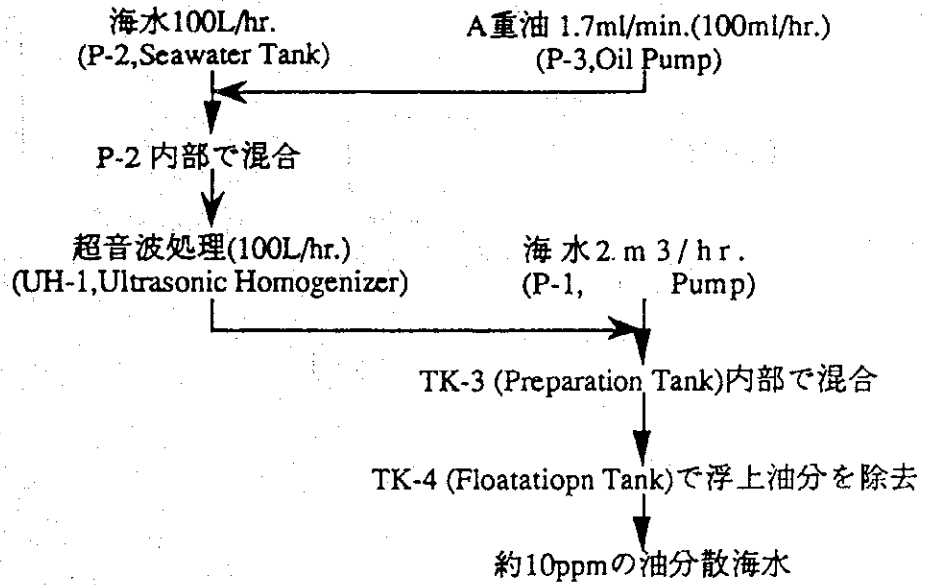 海水100L/hr.
(P-2,Seawater Tank)
A重油 1.7ml/min.(100ml/hr.)
(P-3,Oil Pump)
P-2 内部で混合
超音波処理(100L/hr.)
(UH-1,Ultrasonic Homogenizer)
海水2.m3/hr.
(P-1, Pump)
TK-3 (Preparation Tank)内部で混合
TK-4 (Floatatiopn Tank)で浮上油分を除去
約10ppmの油分散海水